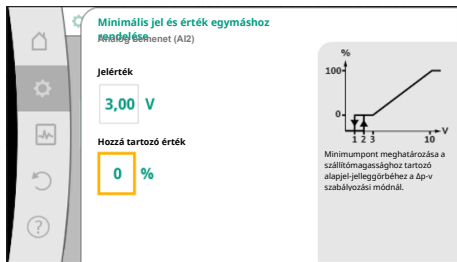 Minimális jel és érték egymáshoz
rendelése
Analóg bemenet (AI2)
Jelérték
3,00 V
Hozzá tartozó érték
0 %
%
100
0
1 2 3 10 V
Minimumpont meghatározása a
szállítómagassághoz tartozó
alapjel-jelleggörbéhez a Δp-v
szabályozási módnál.